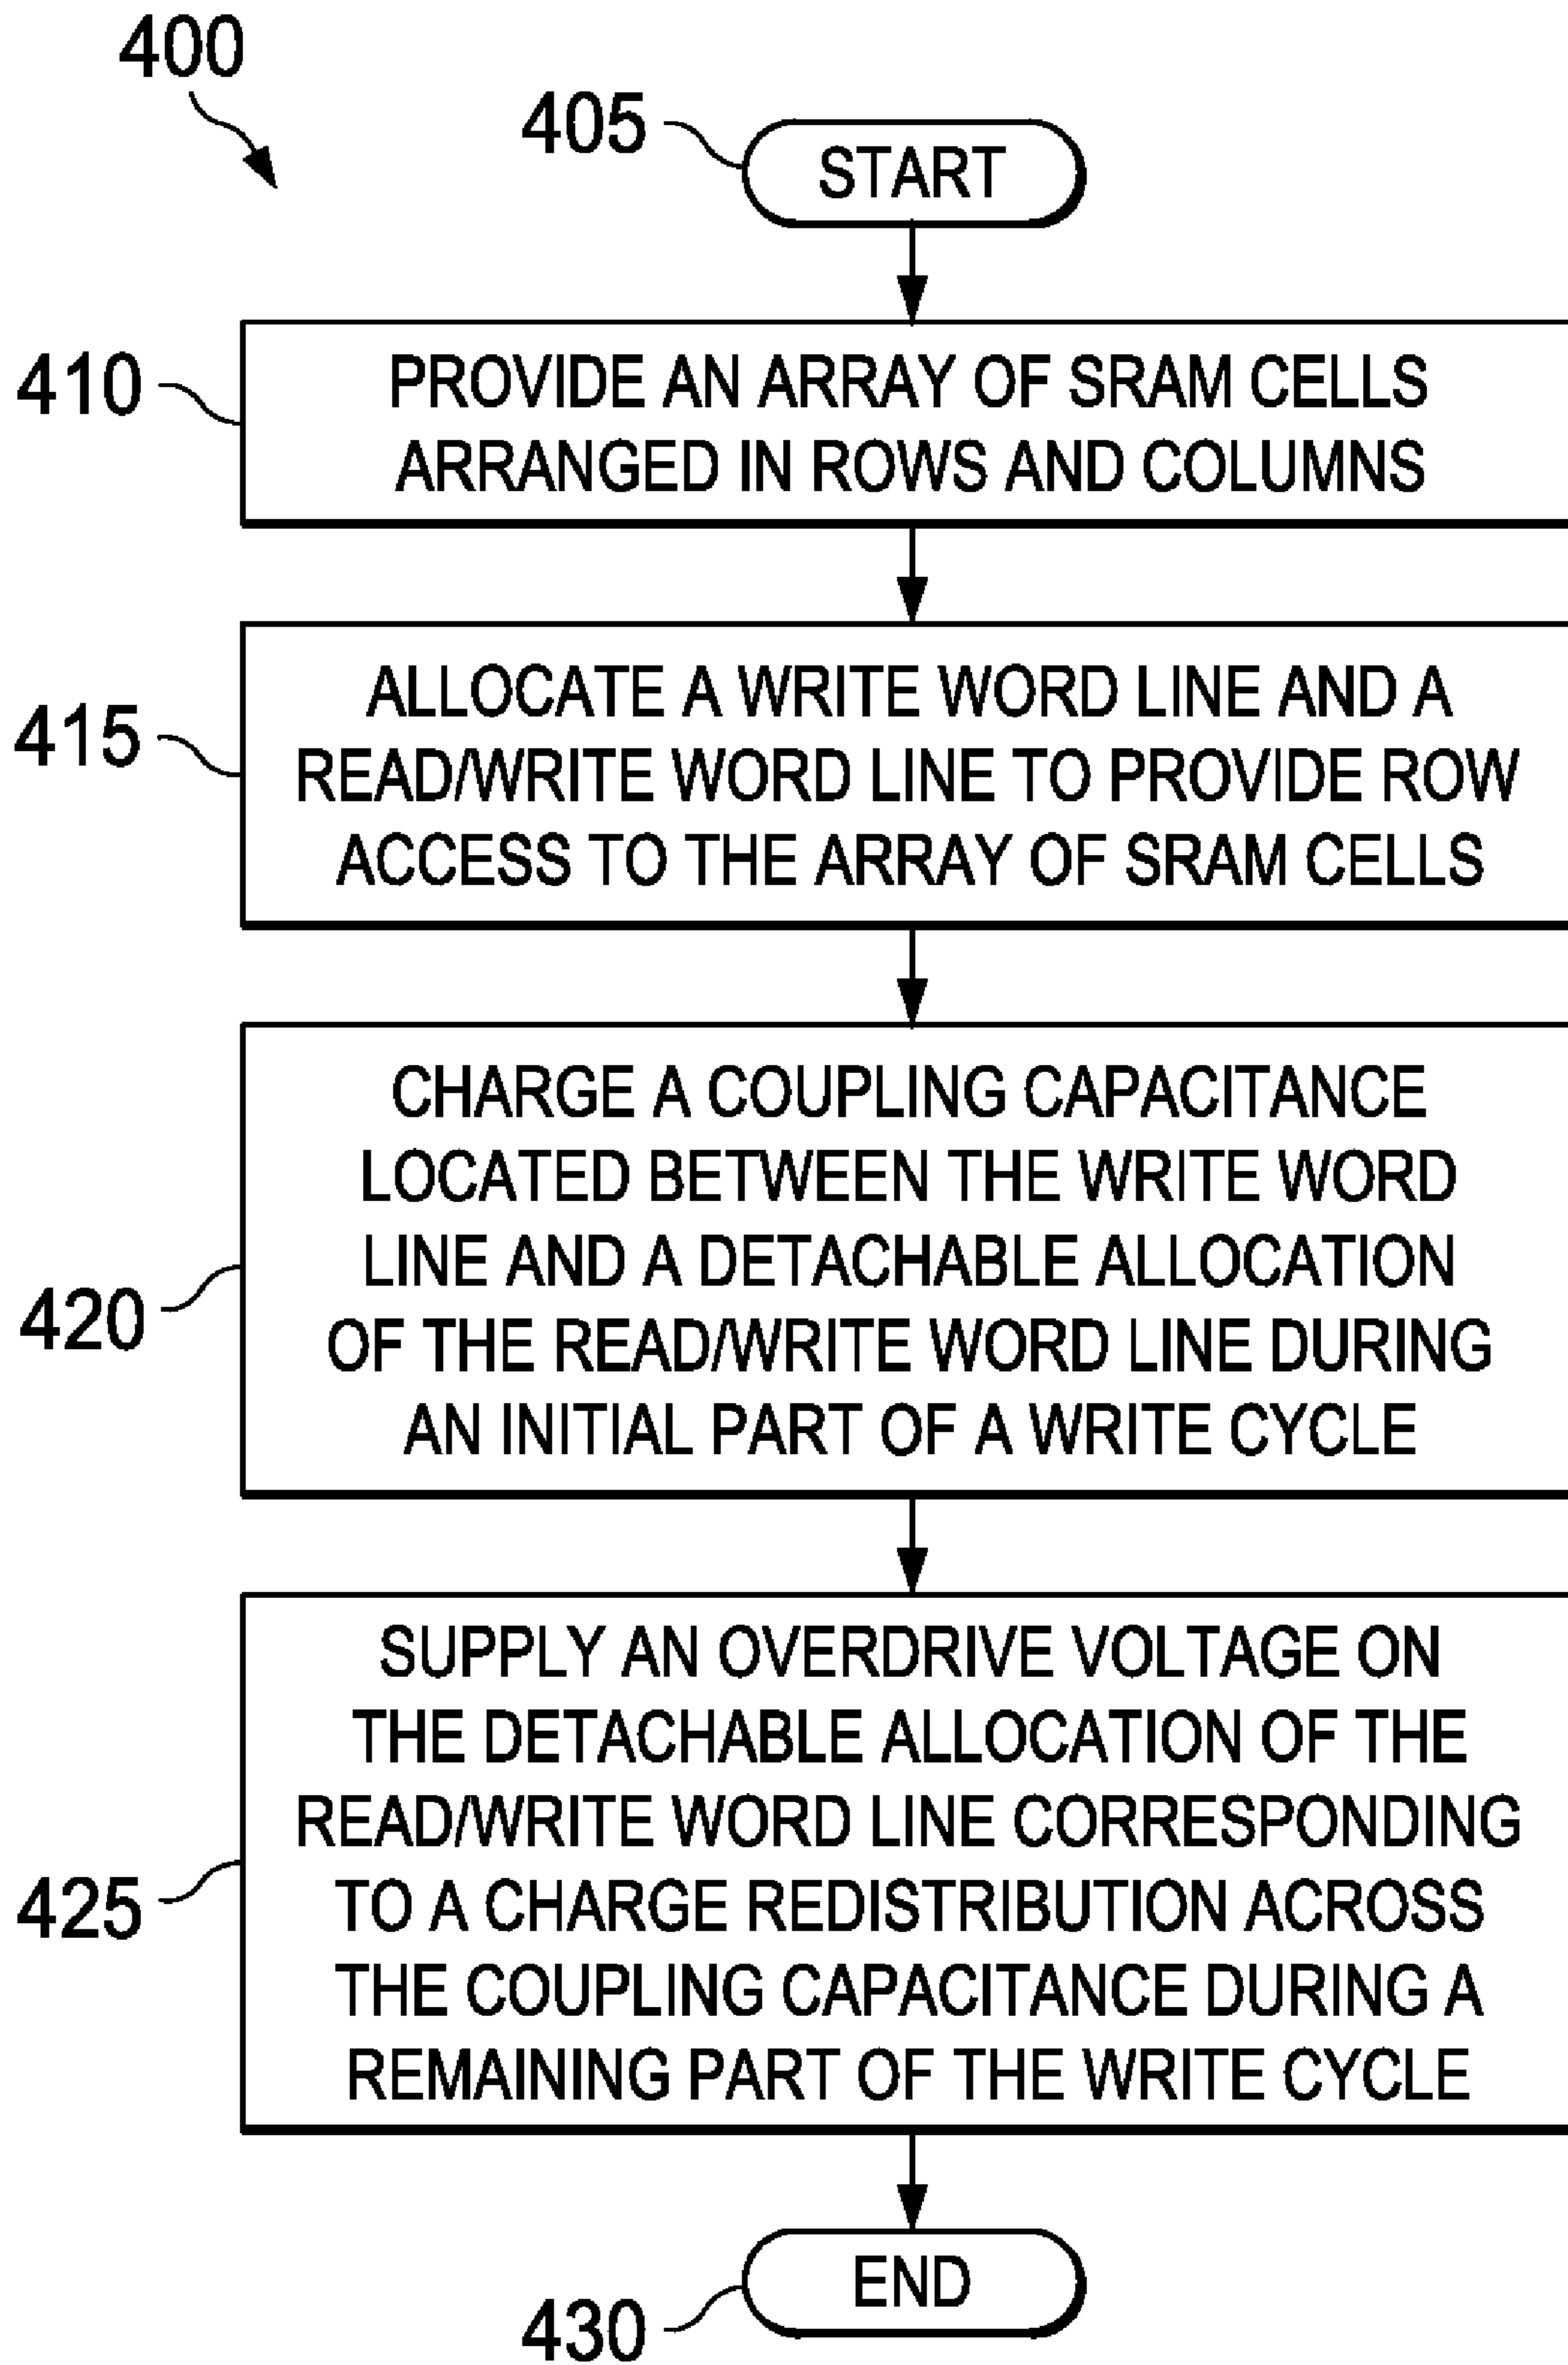 400
405
START
410
PROVIDE AN ARRAY OF SRAM CELLS
ARRANGED IN ROWS AND COLUMNS
415
ALLOCATE A WRITE WORD LINE AND A
READ/WRITE WORD LINE TO PROVIDE ROW
ACCESS TO THE ARRAY OF SRAM CELLS
420
CHARGE A COUPLING CAPACITANCE
LOCATED BETWEEN THE WRITE WORD
LINE AND A DETACHABLE ALLOCATION
OF THE READ/WRITE WORD LINE DURING
AN INITIAL PART OF A WRITE CYCLE
425
SUPPLY AN OVERDRIVE VOLTAGE ON
THE DETACHABLE ALLOCATION OF THE
READ/WRITE WORD LINE CORRESPONDING
TO A CHARGE REDISTRIBUTION ACROSS
THE COUPLING CAPACITANCE DURING A
REMAINING PART OF THE WRITE CYCLE
430
END